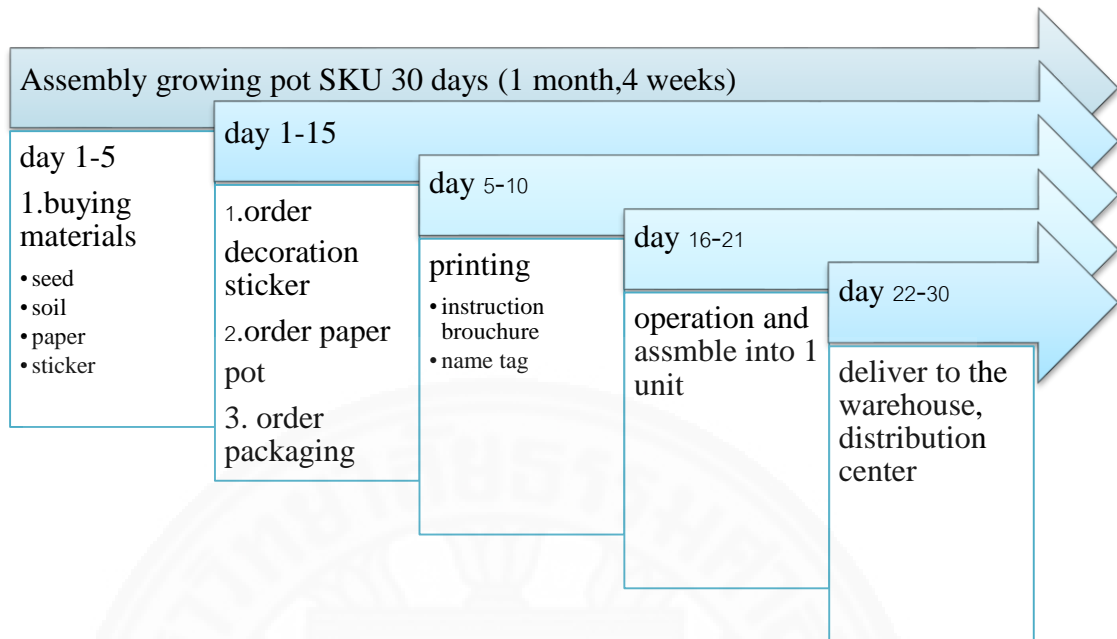 Assembly growing pot SKU 30 days (1 month,4 weeks)
day 1-5
1.buying
materials
• seed
• soil
• paper
• sticker
day 1-15
1.order
decoration
sticker
2.order paper
pot
3. order
packaging
day 5-10
printing
• instruction
brouchure
• name tag
day 16-21
operation and
assmble into 1
unit
day 22-30
deliver to the
warehouse,
distribution
center